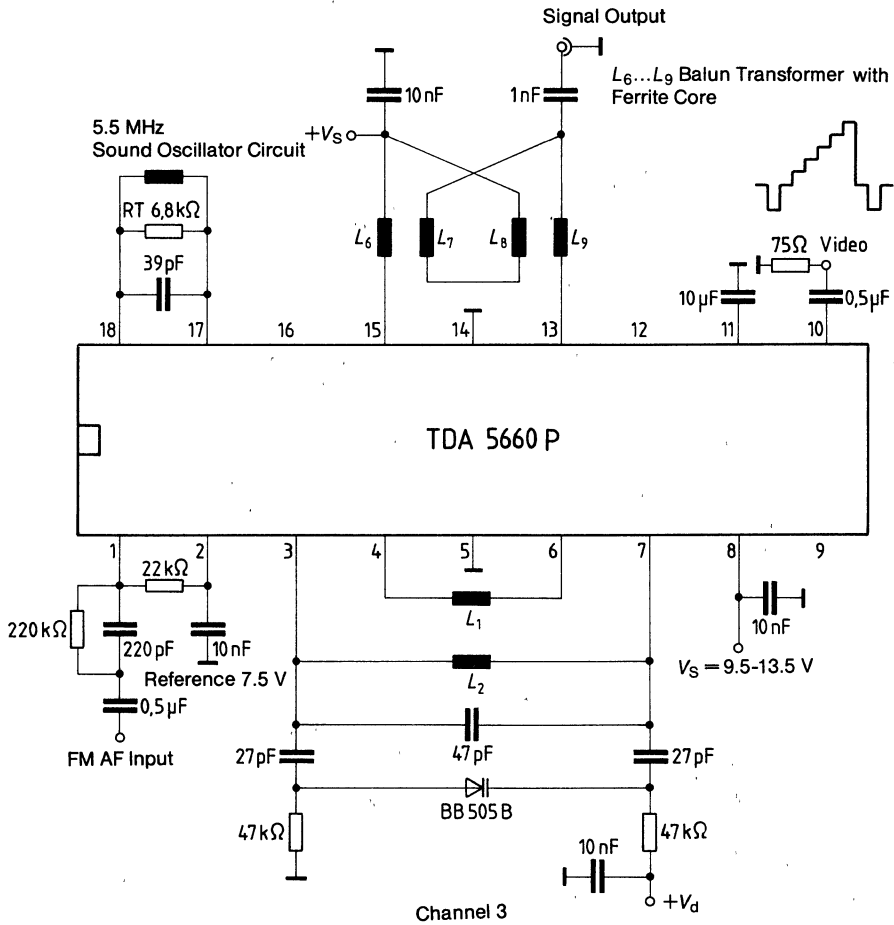 Signal Output
10 nF
1 nF
L6...L9 Balun Transformer with
Ferrite Core
5.5 MHz
Sound Oscillator Circuit
+VS
RT 6,8 kΩ
39 pF
L6
L7
L8
L9
75 Ω Video
10 µF
0,5 µF
18
17
16
15
14
13
12
11
10
TDA 5660 P
1
2
3
4
5
6
7
8
9
22 kΩ
220 kΩ
220 pF
10 nF
L1
10 nF
Reference 7.5 V
L2
VS = 9.5-13.5 V
0,5 µF
FM AF Input
27 pF
47 pF
27 pF
BB 505 B
47 kΩ
47 kΩ
10 nF
+Vd
Channel 3